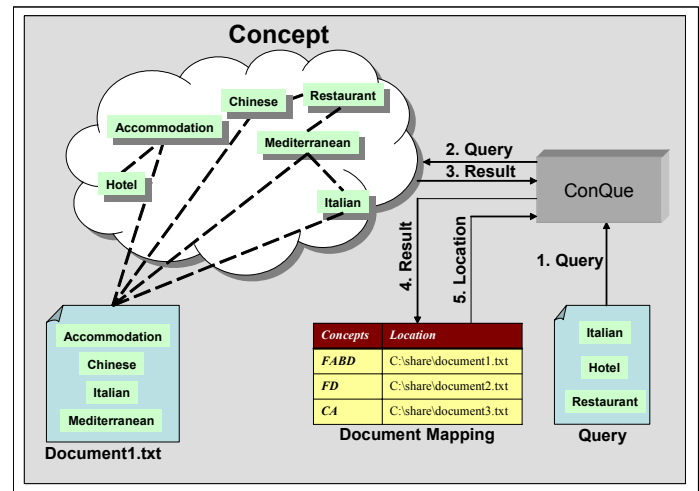 Concept
Restaurant
Chinese
Accommodation
Mediterranean
Hotel
Italian
2. Query
3. Result
ConQue
4. Result
5. Location
1. Query
Accommodation
Chinese
Italian
Mediterranean
Document1.txt
Concepts Location
FABD C:\share\document1.txt
FD C:\share\document2.txt
CA C:\share\document3.txt
Document Mapping
Italian
Hotel
Restaurant
Query